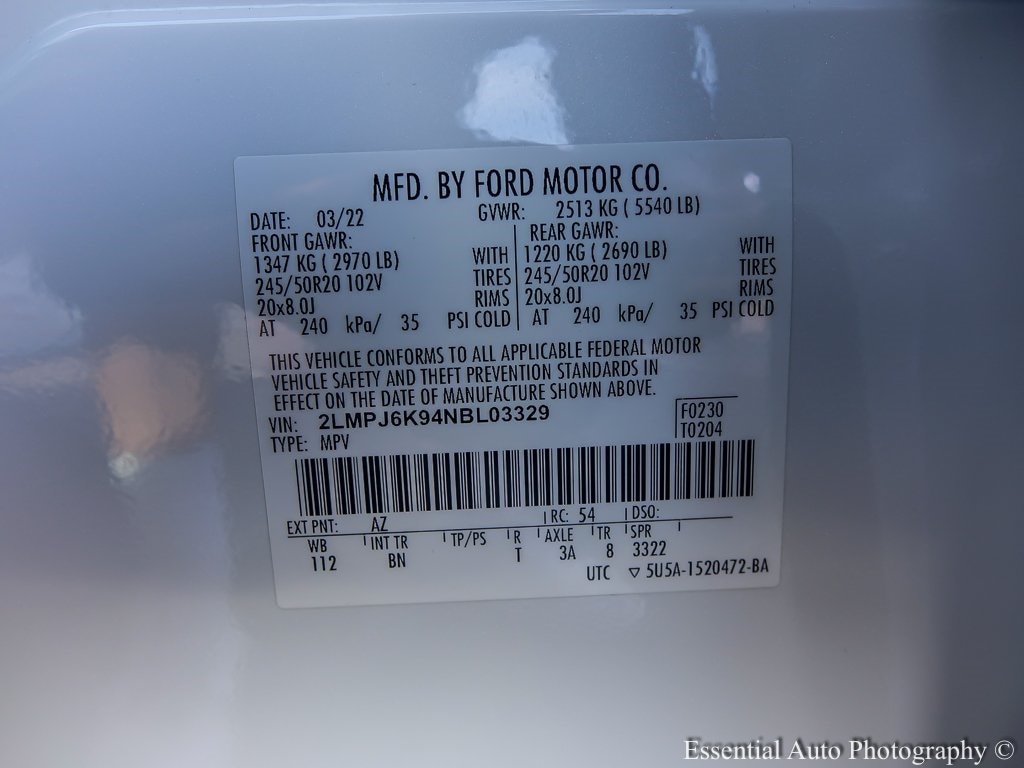 MFD. BY FORD MOTOR CO.
DATE: 03/22 GVWR: 2513 KG ( 5540 LB)
FRONT GAWR: REAR GAWR:
1347 KG ( 2970 LB) WITH 1220 KG ( 2690 LB) WITH
245/50R20 102V TIRES 245/50R20 102V TIRES
20x8.0J RIMS 20x8.0J RIMS
AT 240 kPa/ 35 PSI COLD AT 240 kPa/ 35 PSI COLD
THIS VEHICLE CONFORMS TO ALL APPLICABLE FEDERAL MOTOR
VEHICLE SAFETY AND THEFT PREVENTION STANDARDS IN
EFFECT ON THE DATE OF MANUFACTURE SHOWN ABOVE.
VIN: 2LMPJ6K94NBL03329 F0230
TYPE: MPV T0204
EXT PNT: AZ RC: 54 DSO:
WB INT TR TP/PS R AXLE TR SPR
112 BN T 3A 8 3322
UTC ▽ 5U5A-1520472-BA
Essential Auto Photography ©